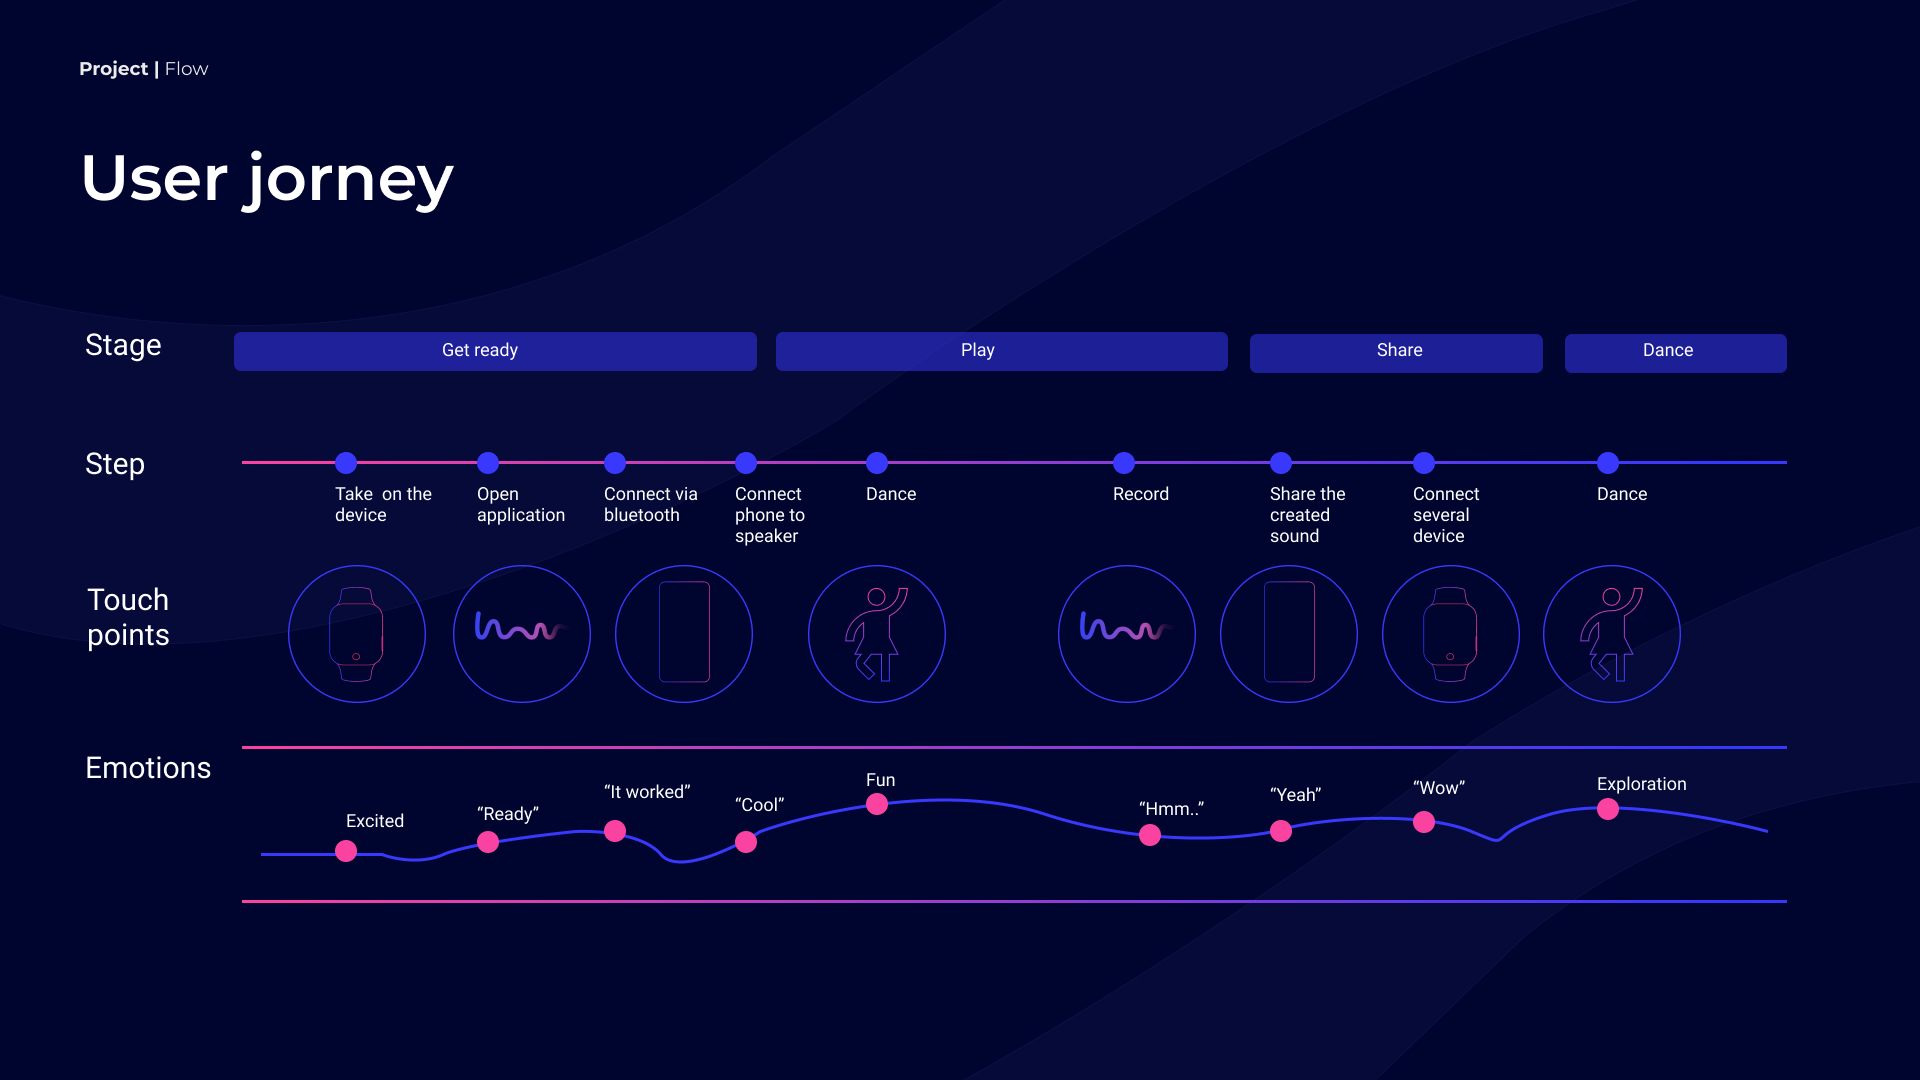 Project | Flow
User jorney
Stage
Get ready
Play
Share
Dance
Step
Take  on the
device
Open
application
Connect via
bluetooth
Connect
phone to
speaker
Dance
Record
Share the
created
sound
Connect
several
device
Dance
Touch
points
Emotions
Excited
“Ready”
“It worked”
“Cool”
Fun
“Hmm..”
“Yeah”
“Wow”
Exploration